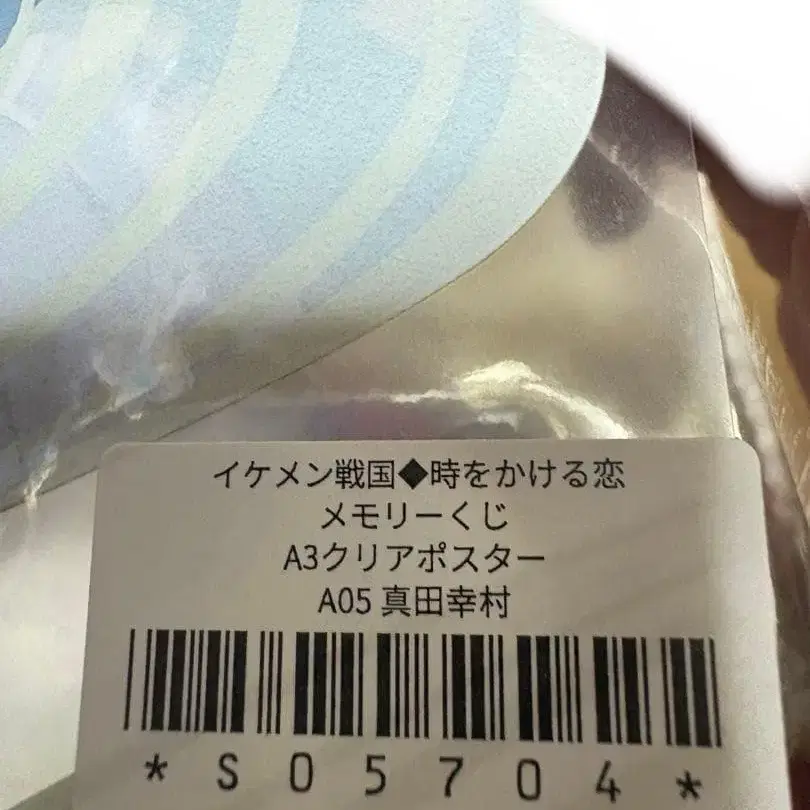 イケメン戦国◆時をかける恋
メモリーくじ
A3クリアポスター
A05 真田幸村
*S05704*